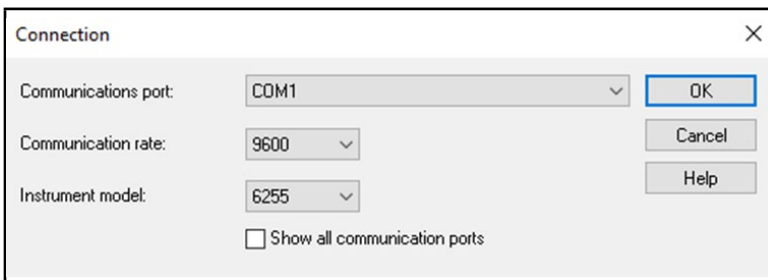 Connection
Communications port: COM1 OK
Communication rate: 9600 Cancel
Help
Instrument model: 6255
Show all communication ports